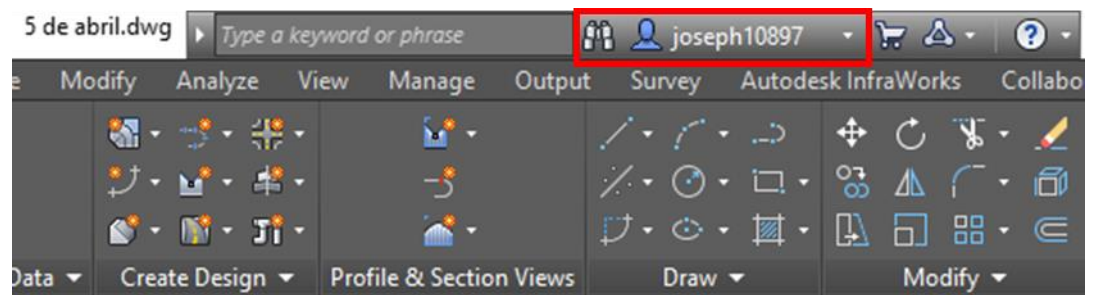 5 de abril.dwg Type a keyword or phrase joseph10897 ?
e Modify Analyze View Manage Output Survey Autodesk InfraWorks Collabo
Data Create Design Profile & Section Views Draw Modify